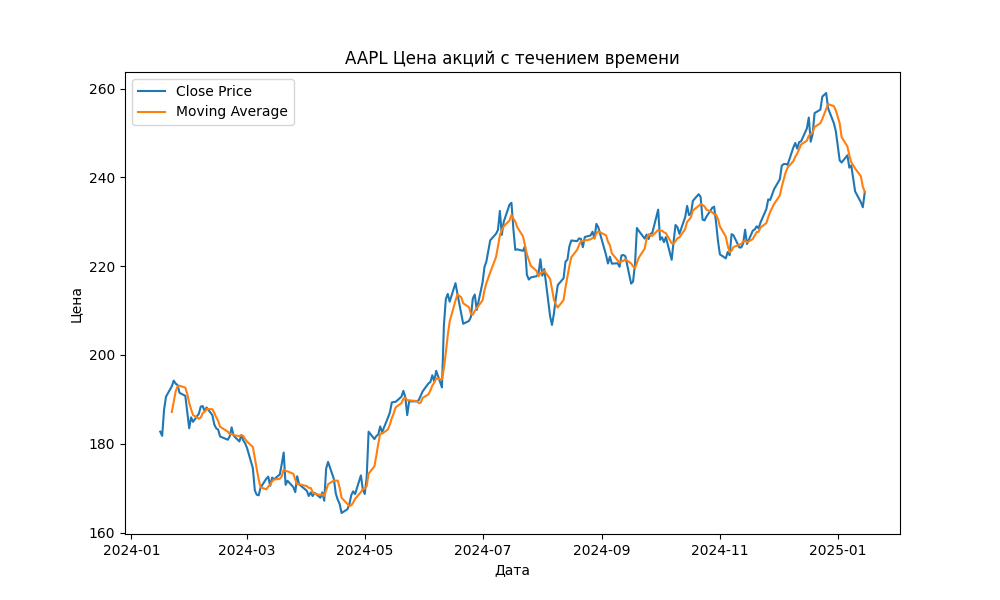 AAPL Цена акций с течением времени
Close Price
Moving Average
Цена
260
240
220
200
180
160
2024-01
2024-03
2024-05
2024-07
2024-09
2024-11
2025-01
Дата